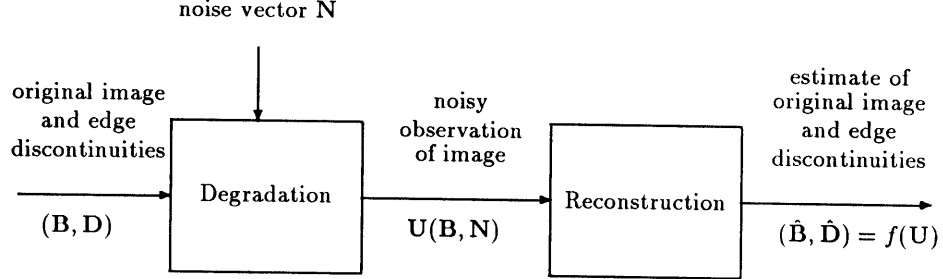 noise vector N
original image
and edge
discontinuities
(B, D)
Degradation
noisy
observation
of image
U(B, N)
Reconstruction
estimate of
original image
and edge
discontinuities
(B̂, D̂) = f(U)